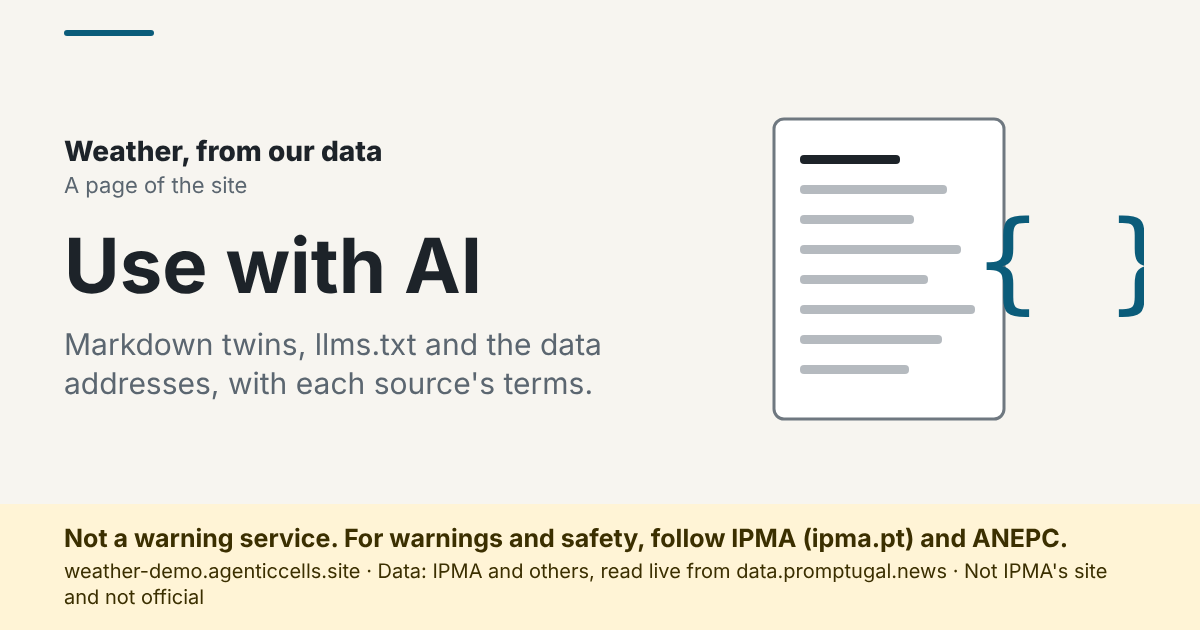 Weather, from our data
A page of the site
Use with AI
Markdown twins, llms.txt and the data
addresses, with each source's terms.
{ }
Not a warning service. For warnings and safety, follow IPMA (ipma.pt) and ANEPC.
weather-demo.agenticcells.site · Data: IPMA and others, read live from data.promptugal.news · Not IPMA's site
and not official